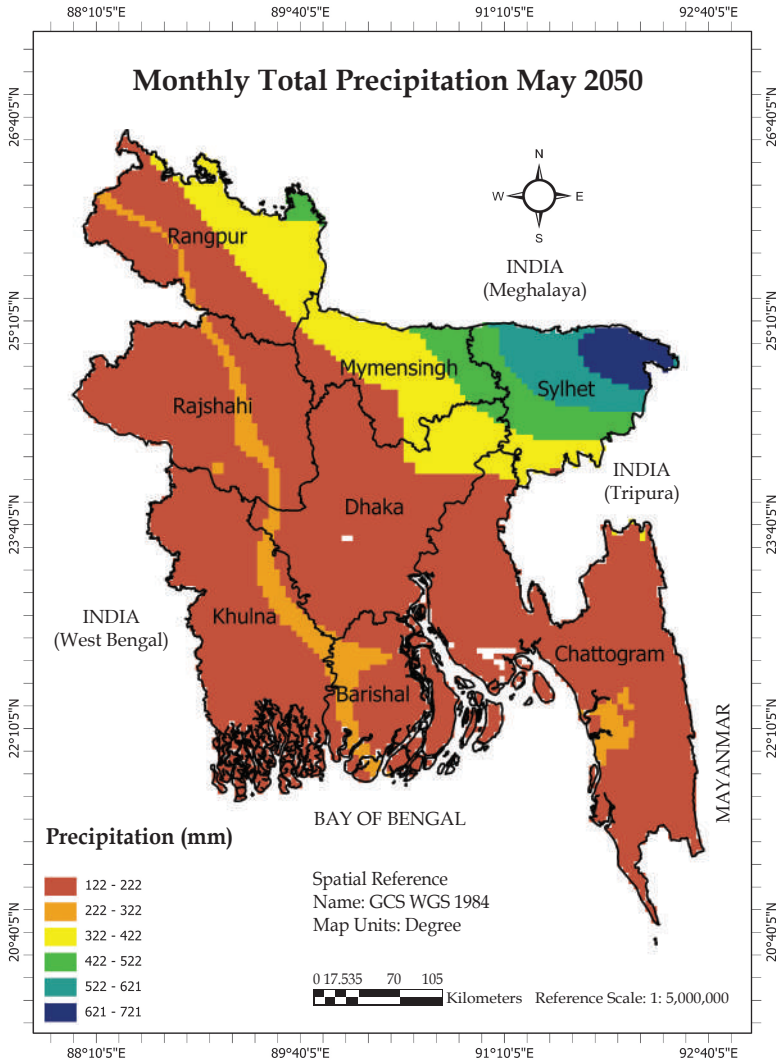 88°10'5"E 89°40'5"E 91°10'5"E 92°40'5"E
Monthly Total Precipitation May 2050
26°40'5"N 26°40'5"N
N
W E
S
Rangpur
INDIA
(Meghalaya)
25°10'5"N 25°10'5"N
Mymensingh
Sylhet
Rajshahi
INDIA
(Tripura)
Dhaka
23°40'5"N 23°40'5"N
INDIA
(West Bengal)
Khulna
Chattogram
Barishal
22°10'5"N 22°10'5"N
MAYANMAR
BAY OF BENGAL
Precipitation (mm)
122 - 222
222 - 322
322 - 422
422 - 522
522 - 621
621 - 721
Spatial Reference
Name: GCS WGS 1984
Map Units: Degree
20°40'5"N 20°40'5"N
0 17.535 70 105
Kilometers Reference Scale: 1: 5,000,000
88°10'5"E 89°40'5"E 91°10'5"E 92°40'5"E